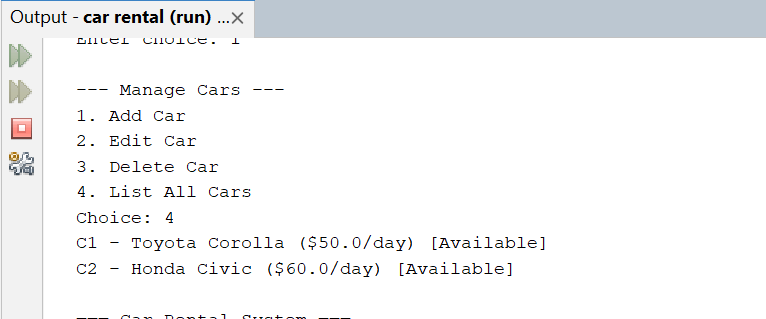 Output - car rental (run) ...×
Enter choice: 1
--- Manage Cars ---
1. Add Car
2. Edit Car
3. Delete Car
4. List All Cars
Choice: 4
C1 - Toyota Corolla ($50.0/day) [Available]
C2 - Honda Civic ($60.0/day) [Available]
=== Car Rental System ===